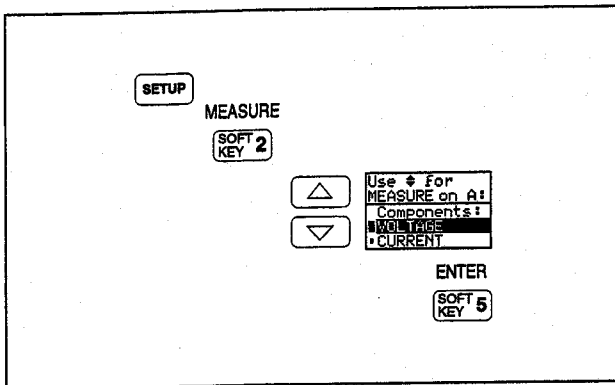 SETUP
MEASURE
SOFT KEY 2
Use ♦ for
MEASURE on A:
Components:
VOLTAGE
CURRENT
ENTER
SOFT KEY 5